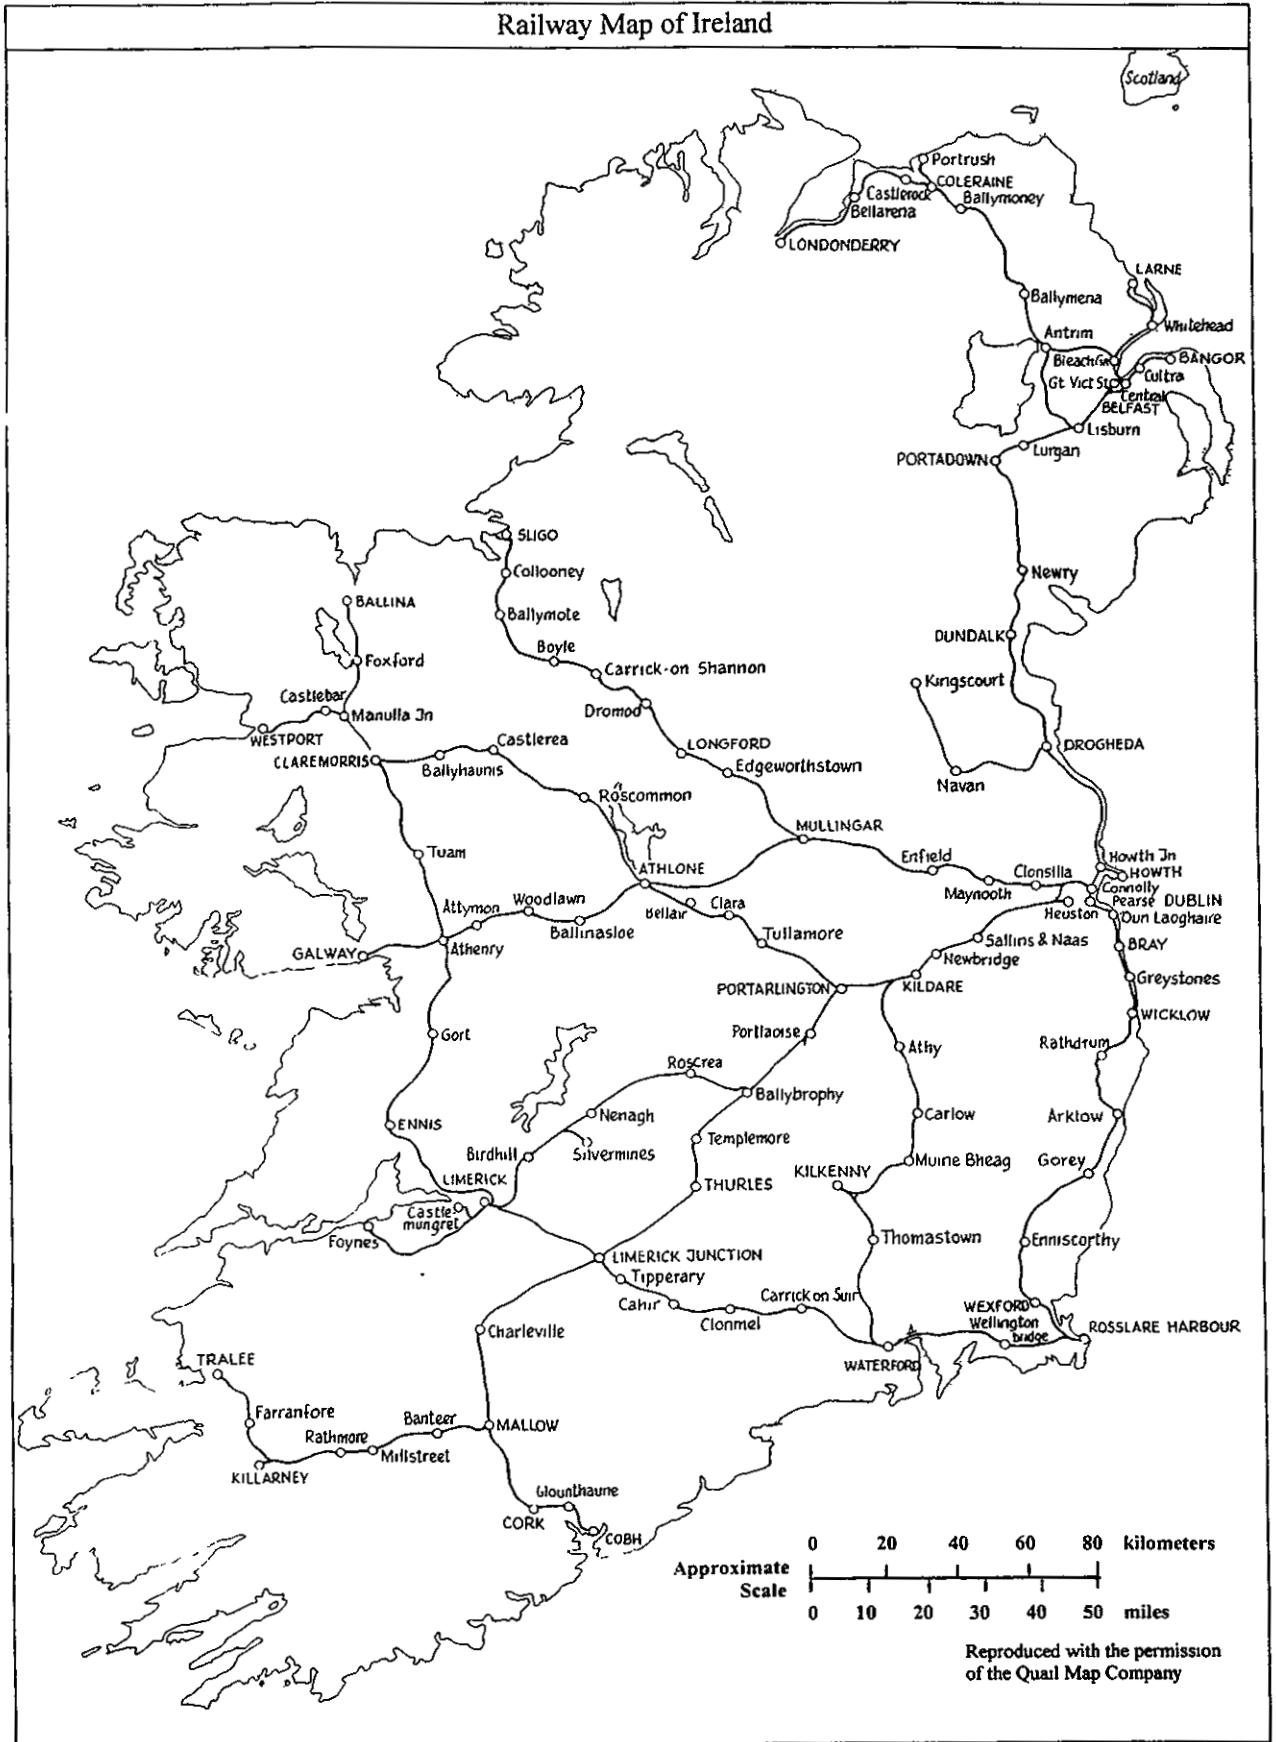 Railway Map of Ireland
Scotland
Portrush
COLERAINE
Castlerock
Ballymoney
Bellarena
LONDONDERRY
LARNE
Ballymena
Whitehead
Antrim
Bleach Gn
BANGOR
Cultra
Gt. Vict St
Central
BELFAST
Lisburn
Lurgan
PORTADOWN
SLIGO
Collooney
Newry
BALLINA
Ballymote
DUNDALK
Boyle
Foxford
Carrick-on Shannon
Kingscourt
Castlebar
Manulla Jn
Dromod
WESTPORT
CLAREMORRIS
Castlerea
LONGFORD
DROGHEDA
Ballyhaunis
Edgeworthstown
Navan
Roscommon
MULLINGAR
Tuam
Enfield
Howth Jn
ATHLONE
Clonsilla
HOWTH
Maynooth
Connolly
Woodlawn
Bellair
Clara
Pearse DUBLIN
Attymon
Heuston
Dun Laoghaire
Ballinasloe
Tullamore
Sallins & Naas
BRAY
GALWAY
Athenry
Newbridge
Greystones
PORTARLINGTON
KILDARE
WICKLOW
Gort
Portlaoise
Athy
Rathdrum
Roscrea
Ballybrophy
ENNIS
Nenagh
Carlow
Arklow
Templemore
Birdhill
Silvermines
Muine Bheag
Gorey
LIMERICK
THURLES
KILKENNY
Castle
mungret
Foynes
Thomastown
Enniscorthy
LIMERICK JUNCTION
Tipperary
Cahir
Carrick on Suir
Clonmel
WEXFORD
Wellington
bridge
ROSSLARE HARBOUR
Charleville
WATERFORD
TRALEE
Farranfore
Banteer
MALLOW
Rathmore
Millstreet
KILLARNEY
Glounthaune
CORK
COBH
0 20 40 60 80 kilometers
Approximate
Scale
0 10 20 30 40 50 miles
Reproduced with the permission
of the Quail Map Company